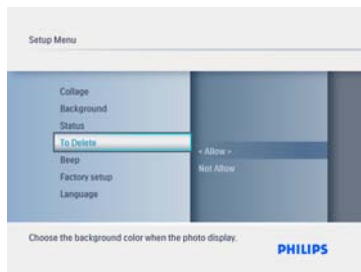 Setup Menu
Collage
Background
Status
To Delete
Beep
Factory setup
Language
< Allow >
Not Allow
Choose the background color when the photo display.
PHILIPS